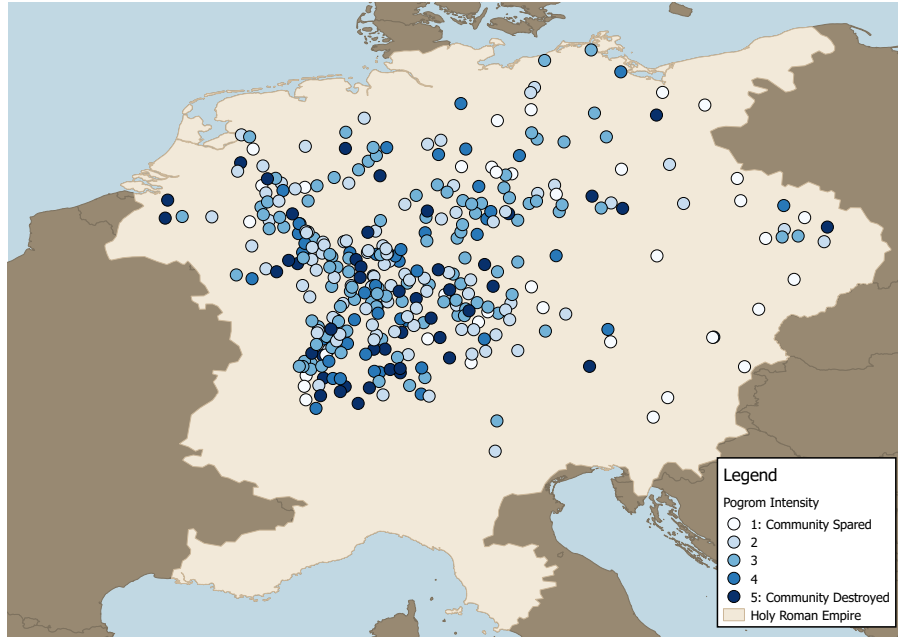 Legend
Pogrom Intensity
1: Community Spared
2
3
4
5: Community Destroyed
Holy Roman Empire